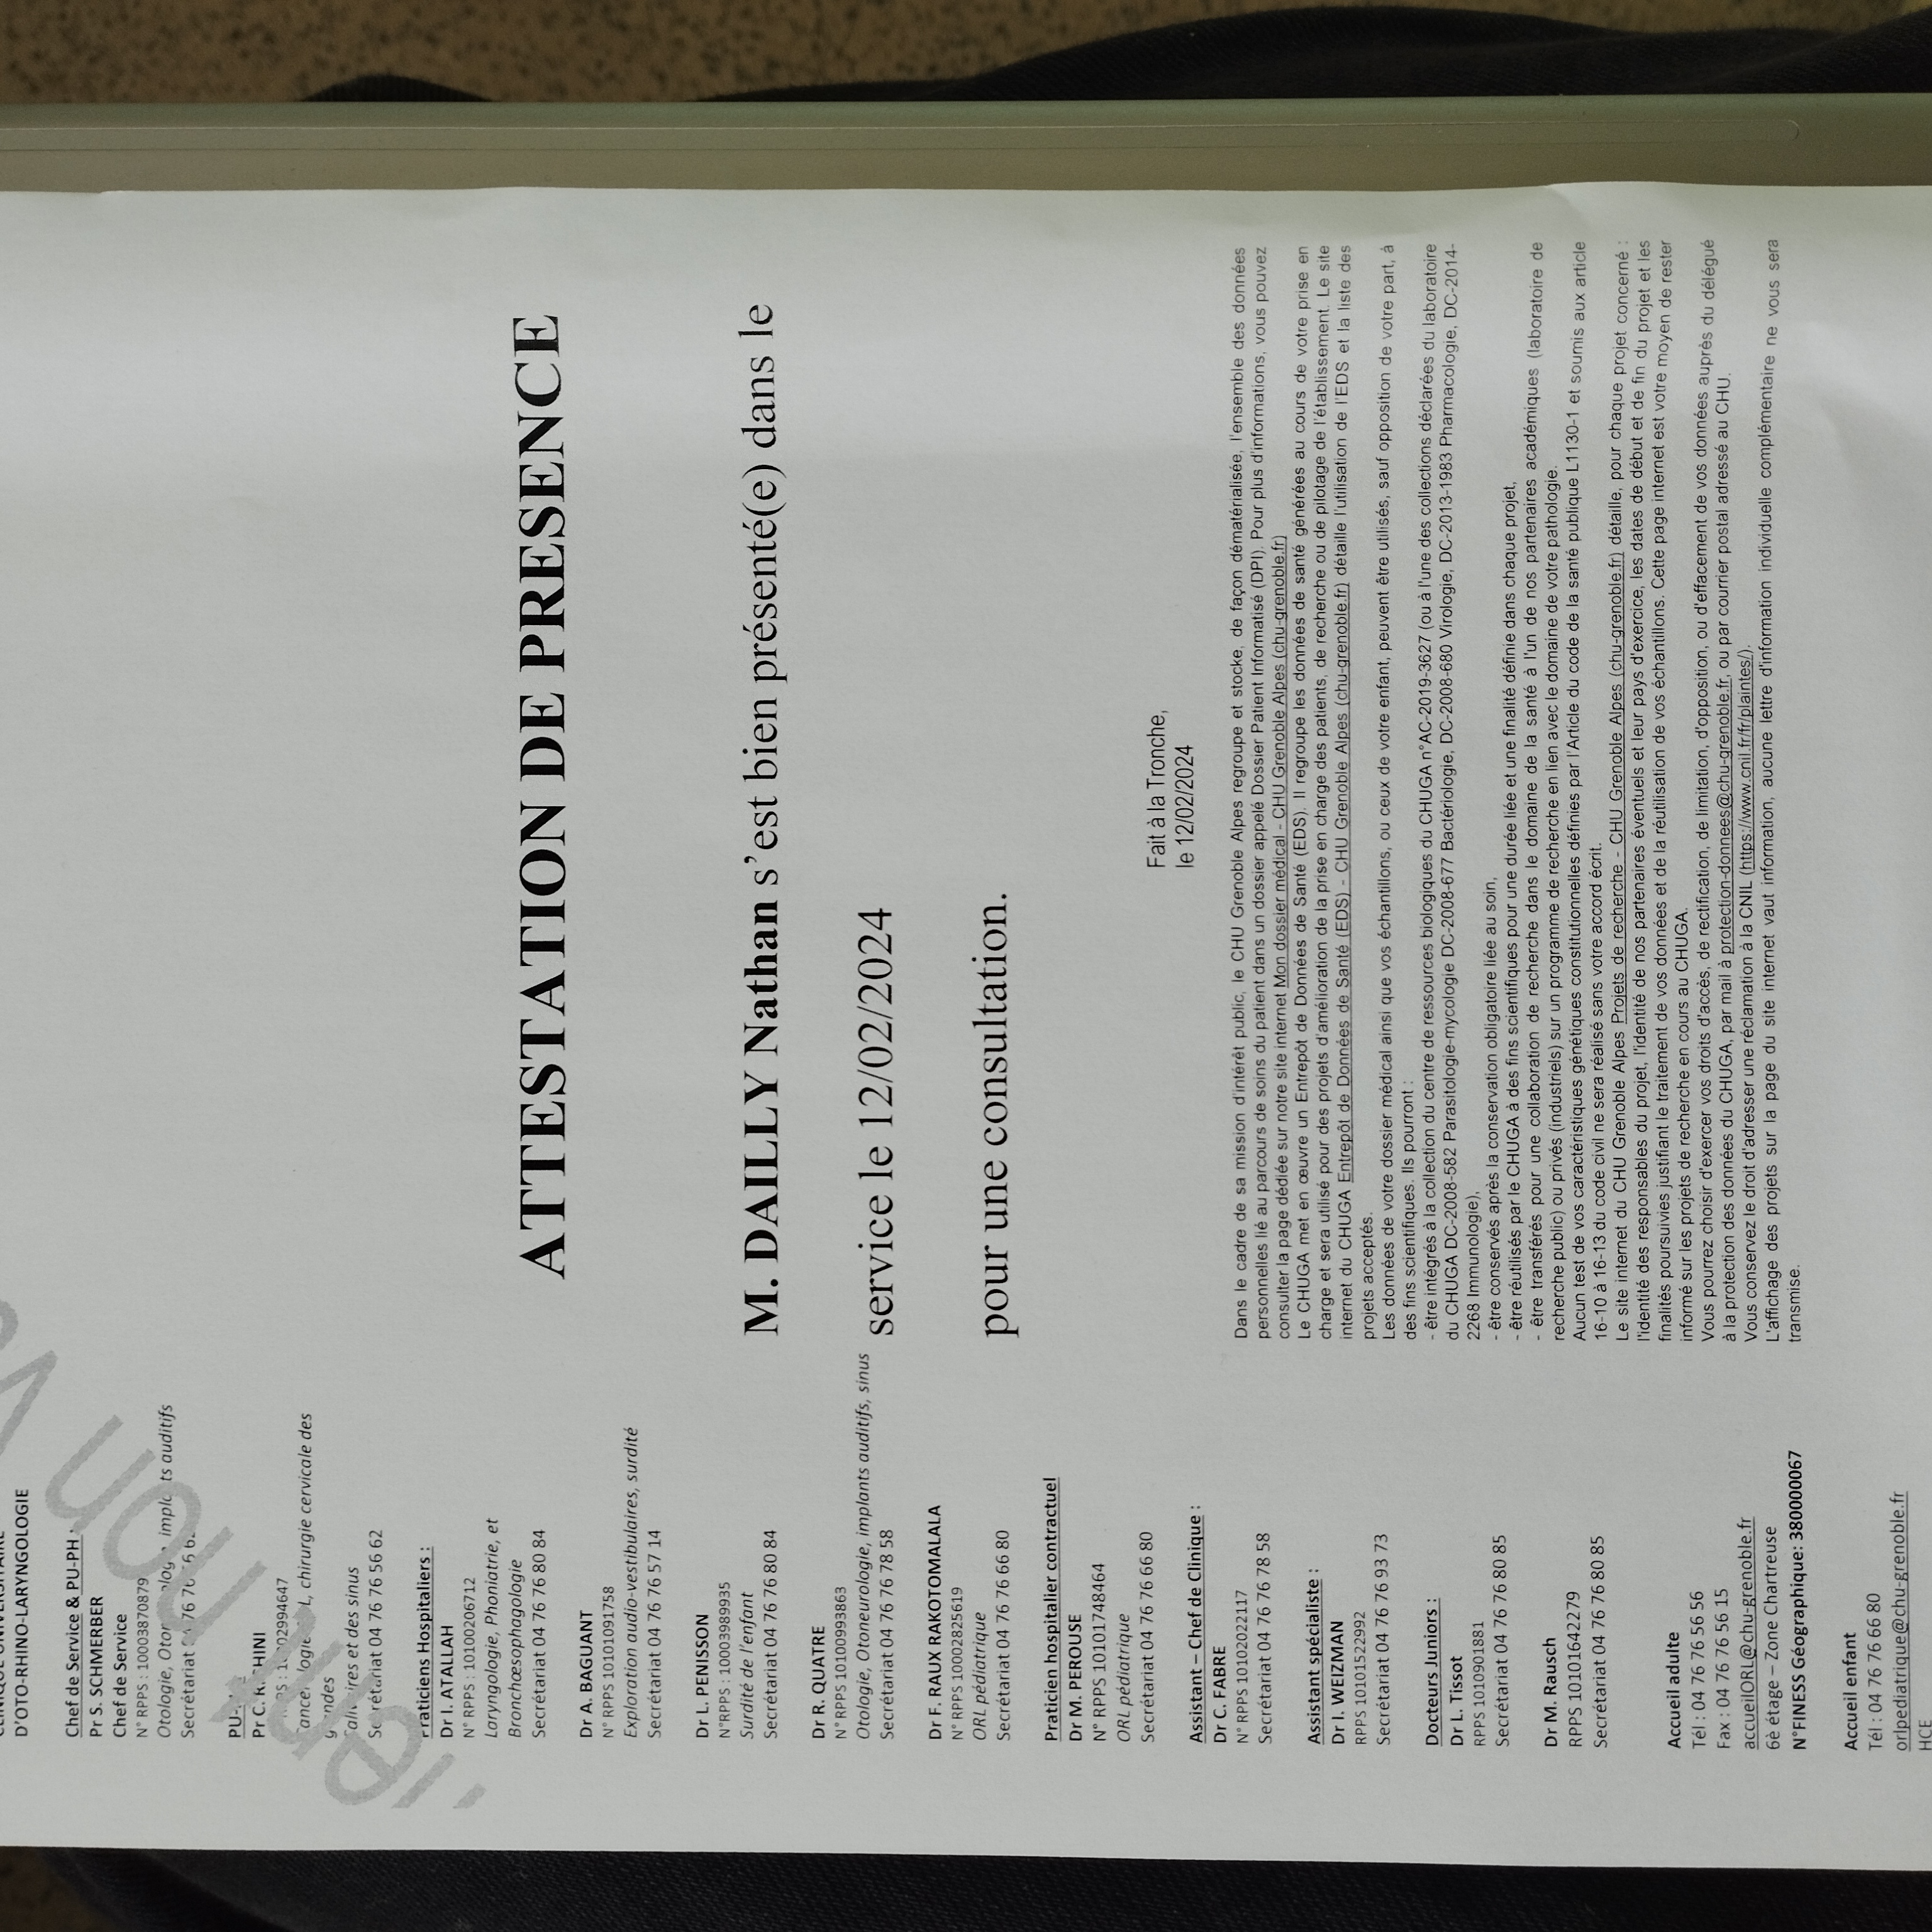 D'OTO-RHINO-LARYNGOLOGIE
Chef de Service & PU-PH :
Pr S. SCHMERBER
Chef de Service
N° RPPS : 10003870879
Otologie, implants auditifs
Secrétariat
Pr C.
chirurgie cervicale des
et des sinus
Secrétariat 04 76 76 56 62
Praticiens Hospitaliers :
Dr I. ATALLAH
N° RPPS : 10100206712
Laryngologie, Phoniatrie, et
Bronchœsophagologie
Secrétariat 04 76 76 80 84
Dr A. BAGUANT
N° RPPS 10101091758
Exploration audio-vestibulaires, surdité
Secrétariat 04 76 76 57 14
Dr L. PENISSON
N°RPPS : 10003989935
Surdité de l'enfant
Secrétariat 04 76 76 80 84
Dr R. QUATRE
N° RPPS 10100993863
Otologie, Otoneurologie, implants auditifs, sinus
Secrétariat 04 76 76 78 58
Dr F. RAUX RAKOTOMALALA
N° RPPS 10002825619
ORL pédiatrique
Secrétariat 04 76 76 66 80
Praticien hospitalier contractuel
Dr M. PEROUSE
N° RPPS 10101748464
ORL pédiatrique
Secrétariat 04 76 76 66 80
Assistant – Chef de Clinique :
Dr C. FABRE
N° RPPS 10102022117
Secrétariat 04 76 76 78 58
Assistant spécialiste :
Dr I. WEIZMAN
RPPS 10101522992
Secrétariat 04 76 76 93 73
Docteurs Juniors :
Dr L. Tissot
RPPS 10100901881
Secrétariat 04 76 76 80 85
Dr M. Rausch
RPPS 10101642279
Secrétariat 04 76 76 80 85
Accueil adulte
Tél : 04 76 76 56 56
Fax : 04 76 76 56 15
accueilORL@chu-grenoble.fr
6è étage – Zone Chartreuse
N°FINESS Géographique: 380000067
Accueil enfant
Tél : 04 76 76 66 80
orlpediatrique@chu-grenoble.fr
HCE
non
ATTESTATION DE PRESENCE
M. DAILLY Nathan s'est bien présenté(e) dans le
service le 12/02/2024
pour une consultation.
Fait à la Tronche,
le 12/02/2024
Dans le cadre de sa mission d'intérêt public, le CHU Grenoble Alpes regroupe et stocke, de façon dématérialisée, l'ensemble des données
personnelles lié au parcours de soins du patient dans un dossier appelé Dossier Patient Informatisé (DPI). Pour plus d'informations, vous pouvez
consulter la page dédiée sur notre site internet Mon dossier médical - CHU Grenoble Alpes (chu-grenoble.fr)
Le CHUGA met en œuvre un Entrepôt de Données de Santé (EDS). Il regroupe les données de santé générées au cours de votre prise en
charge et sera utilisé pour des projets d'amélioration de la prise en charge des patients, de recherche ou de pilotage de l'établissement. Le site
internet du CHUGA Entrepôt de Données de Santé (EDS) - CHU Grenoble Alpes (chu-grenoble.fr) détaille l'utilisation de l'EDS et la liste des
projets acceptés.
Les données de votre dossier médical ainsi que vos échantillons, ou ceux de votre enfant, peuvent être utilisés, sauf opposition de votre part, à
des fins scientifiques. Ils pourront :
- être intégrés à la collection du centre de ressources biologiques du CHUGA n°AC-2019-3627 (ou à l'une des collections déclarées du laboratoire
du CHUGA DC-2008-582 Parasitologie-mycologie DC-2008-677 Bactériologie, DC-2008-680 Virologie, DC-2013-1983 Pharmacologie, DC-2014-
2268 Immunologie),
- être conservés après la conservation obligatoire liée au soin,
- être réutilisés par le CHUGA à des fins scientifiques pour une durée liée et une finalité définie dans chaque projet,
- être transférés pour une collaboration de recherche dans le domaine de la santé à l'un de nos partenaires académiques (laboratoire de
recherche public) ou privés (industriels) sur un programme de recherche en lien avec le domaine de votre pathologie.
Aucun test de vos caractéristiques génétiques constitutionnelles définies par l'Article du code de la santé publique L1130-1 et soumis aux article
16-10 à 16-13 du code civil ne sera réalisé sans votre accord écrit.
Le site internet du CHU Grenoble Alpes Projets de recherche - CHU Grenoble Alpes (chu-grenoble.fr) détaille, pour chaque projet concerné :
l'identité des responsables du projet, l'identité de nos partenaires éventuels et leur pays d'exercice, les dates de début et de fin du projet et les
finalités poursuivies justifiant le traitement de vos données et de la réutilisation de vos échantillons. Cette page internet est votre moyen de rester
informé sur les projets de recherche en cours au CHUGA.
Vous pourrez choisir d'exercer vos droits d'accès, de rectification, de limitation, d'opposition, ou d'effacement de vos données auprès du délégué
à la protection des données du CHUGA, par mail à protection-donnees@chu-grenoble.fr, ou par courrier postal adressé au CHU.
Vous conservez le droit d'adresser une réclamation à la CNIL (https://www.cnil.fr/fr/plaintes/).
L'affichage des projets sur la page du site internet vaut information, aucune lettre d'information individuelle complémentaire ne vous sera
transmise.